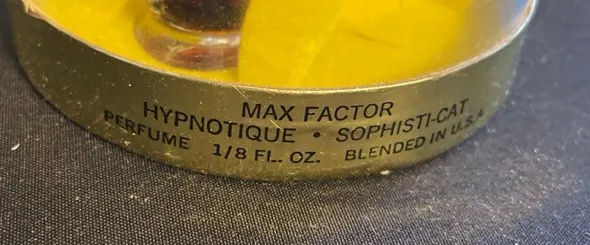 MAX FACTOR
HYPNOTIQUE • SOPHISTI-CAT
PERFUME 1/8 FL. OZ. BLENDED IN U.S.A